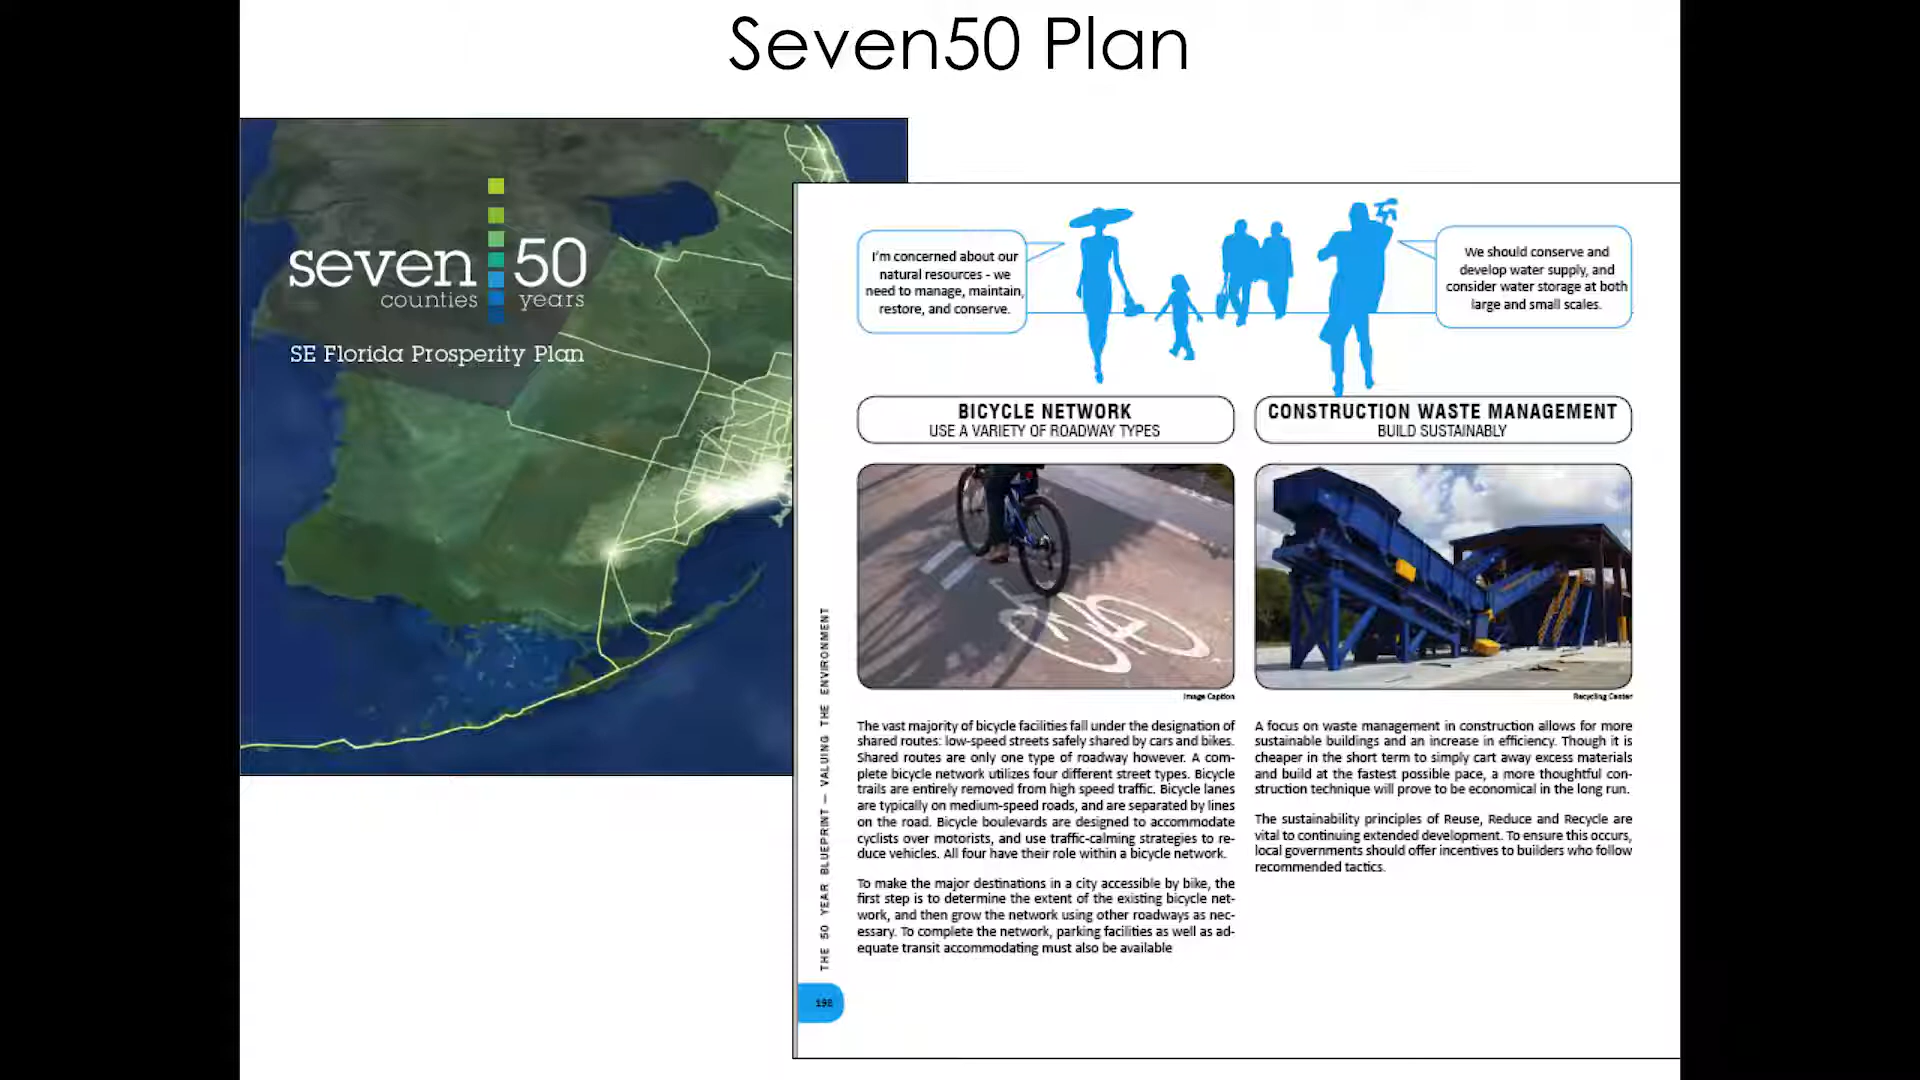 Seven50 Plan
seven 50
counties years
SE Florida Prosperity Plan
I'm concerned about our
natural resources - we
need to manage, maintain,
restore, and conserve.
We should conserve and
develop water supply, and
consider water storage at both
large and small scales.
BICYCLE NETWORK
USE A VARIETY OF ROADWAY TYPES
Image Caption
The vast majority of bicycle facilities fall under the designation of
shared routes: low-speed streets safely shared by cars and bikes.
Shared routes are only one type of roadway however. A com-
plete bicycle network utilizes four different street types. Bicycle
trails are entirely removed from high speed traffic. Bicycle lanes
are typically on medium-speed roads, and are separated by lines
on the road. Bicycle boulevards are designed to accommodate
cyclists over motorists, and use traffic-calming strategies to re-
duce vehicles. All four have their role within a bicycle network.
To make the major destinations in a city accessible by bike, the
first step is to determine the extent of the existing bicycle net-
work, and then grow the network using other roadways as nec-
essary. To complete the network, parking facilities as well as ad-
equate transit accommodating must also be available
CONSTRUCTION WASTE MANAGEMENT
BUILD SUSTAINABLY
Recycling Center
A focus on waste management in construction allows for more
sustainable buildings and an increase in efficiency. Though it is
cheaper in the short term to simply cart away excess materials
and build at the fastest possible pace, a more thoughtful con-
struction technique will prove to be economical in the long run.
The sustainability principles of Reuse, Reduce and Recycle are
vital to continuing extended development. To ensure this occurs,
local governments should offer incentives to builders who follow
recommended tactics.
THE 50 YEAR BLUEPRINT — VALUING THE ENVIRONMENT